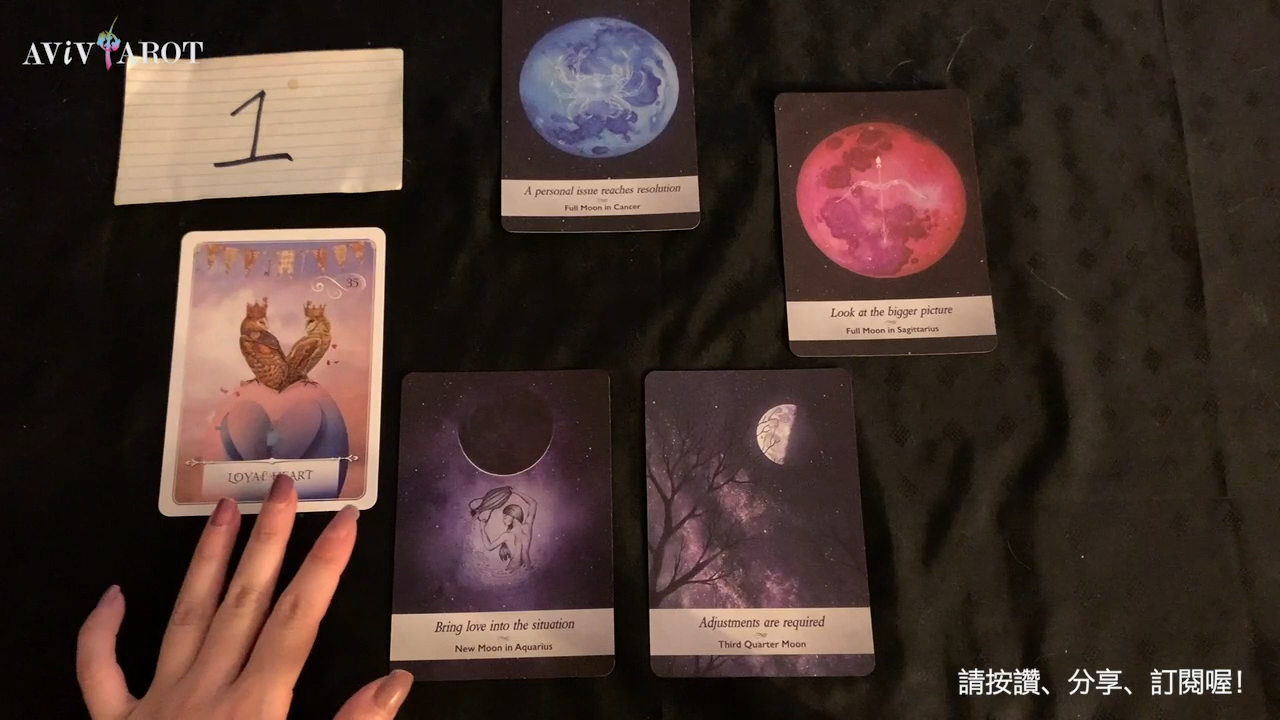 AViVTAROT
1
A personal issue reaches resolution
Full Moon in Cancer
Look at the bigger picture
Full Moon in Sagittarius
35
LOYAL HEART
Bring love into the situation
New Moon in Aquarius
Adjustments are required
Third Quarter Moon
請按讚、分享、訂閱喔!